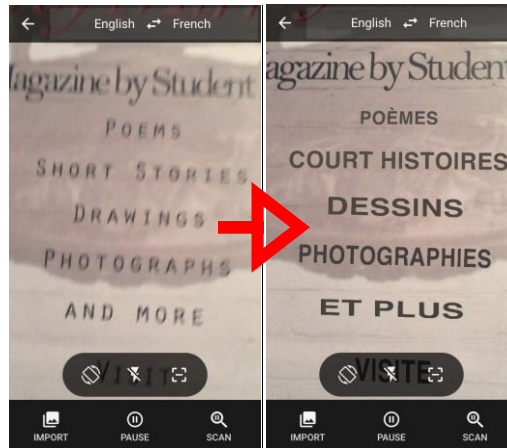 English French
agazine by Student
POEMS
SHORT STORIES
DRAWINGS
PHOTOGRAPHS
AND MORE
VISIT
IMPORT PAUSE SCAN
English French
agazine by Student
POÈMES
COURT HISTOIRES
DESSINS
PHOTOGRAPHIES
ET PLUS
VISITE
IMPORT PAUSE SCAN